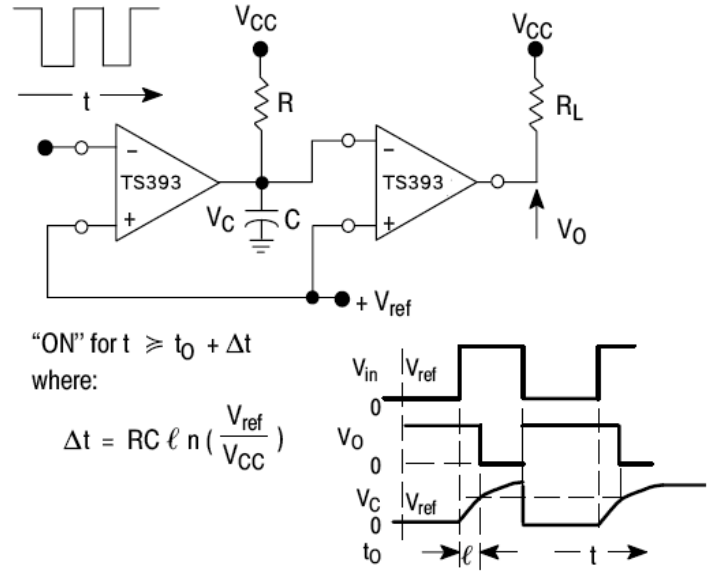 VCC
VCC
R
RL
t
−
TS393
+
−
TS393
+
VC
C
VO
+ Vref
“ON” for t ⩾ tO + Δt
where:
Δt = RC ℓ n ( Vref / VCC )
Vin
Vref
0
VO
0
VC
Vref
0
tO
ℓ
t